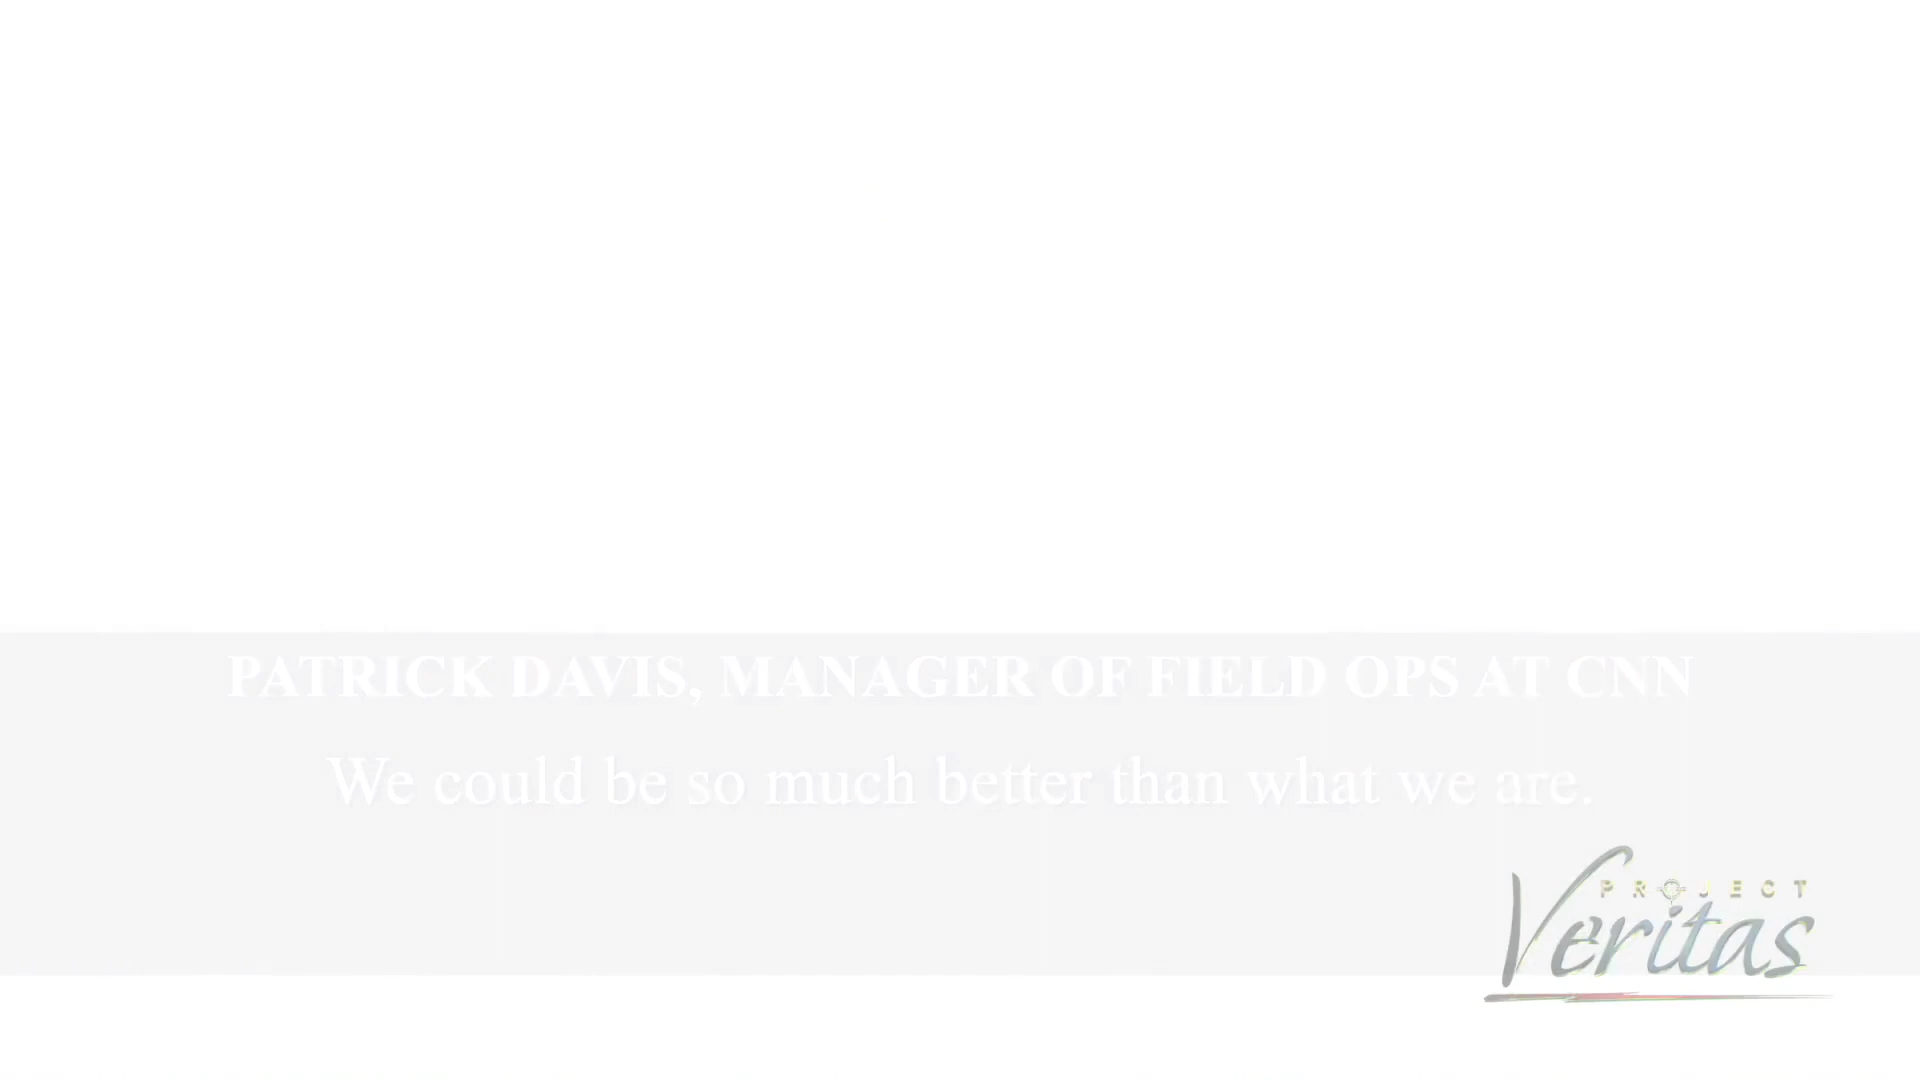 PATRICK DAVIS, MANAGER OF FIELD OPS AT CNN
We could be so much better than what we are.
PROJECT
Veritas